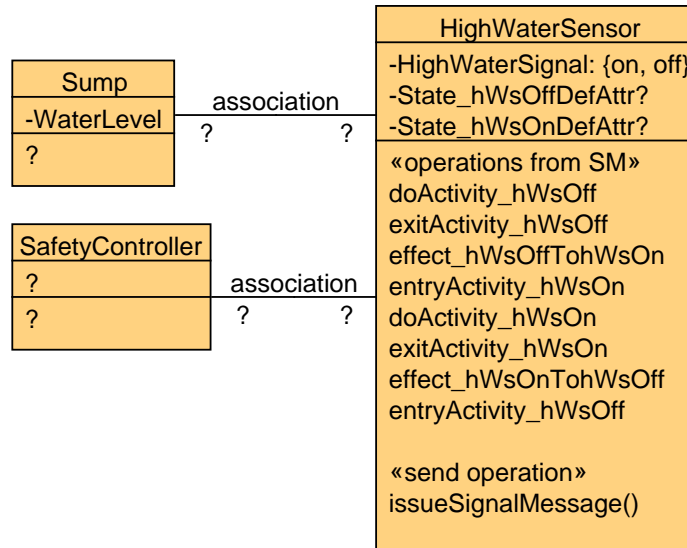 Sump
-WaterLevel
?
association
? ?
SafetyController
?
?
association
? ?
HighWaterSensor
-HighWaterSignal: {on, off}
-State_hWsOffDefAttr?
-State_hWsOnDefAttr?
«operations from SM»
doActivity_hWsOff
exitActivity_hWsOff
effect_hWsOffTohWsOn
entryActivity_hWsOn
doActivity_hWsOn
exitActivity_hWsOn
effect_hWsOnTohWsOff
entryActivity_hWsOff
«send operation»
issueSignalMessage()